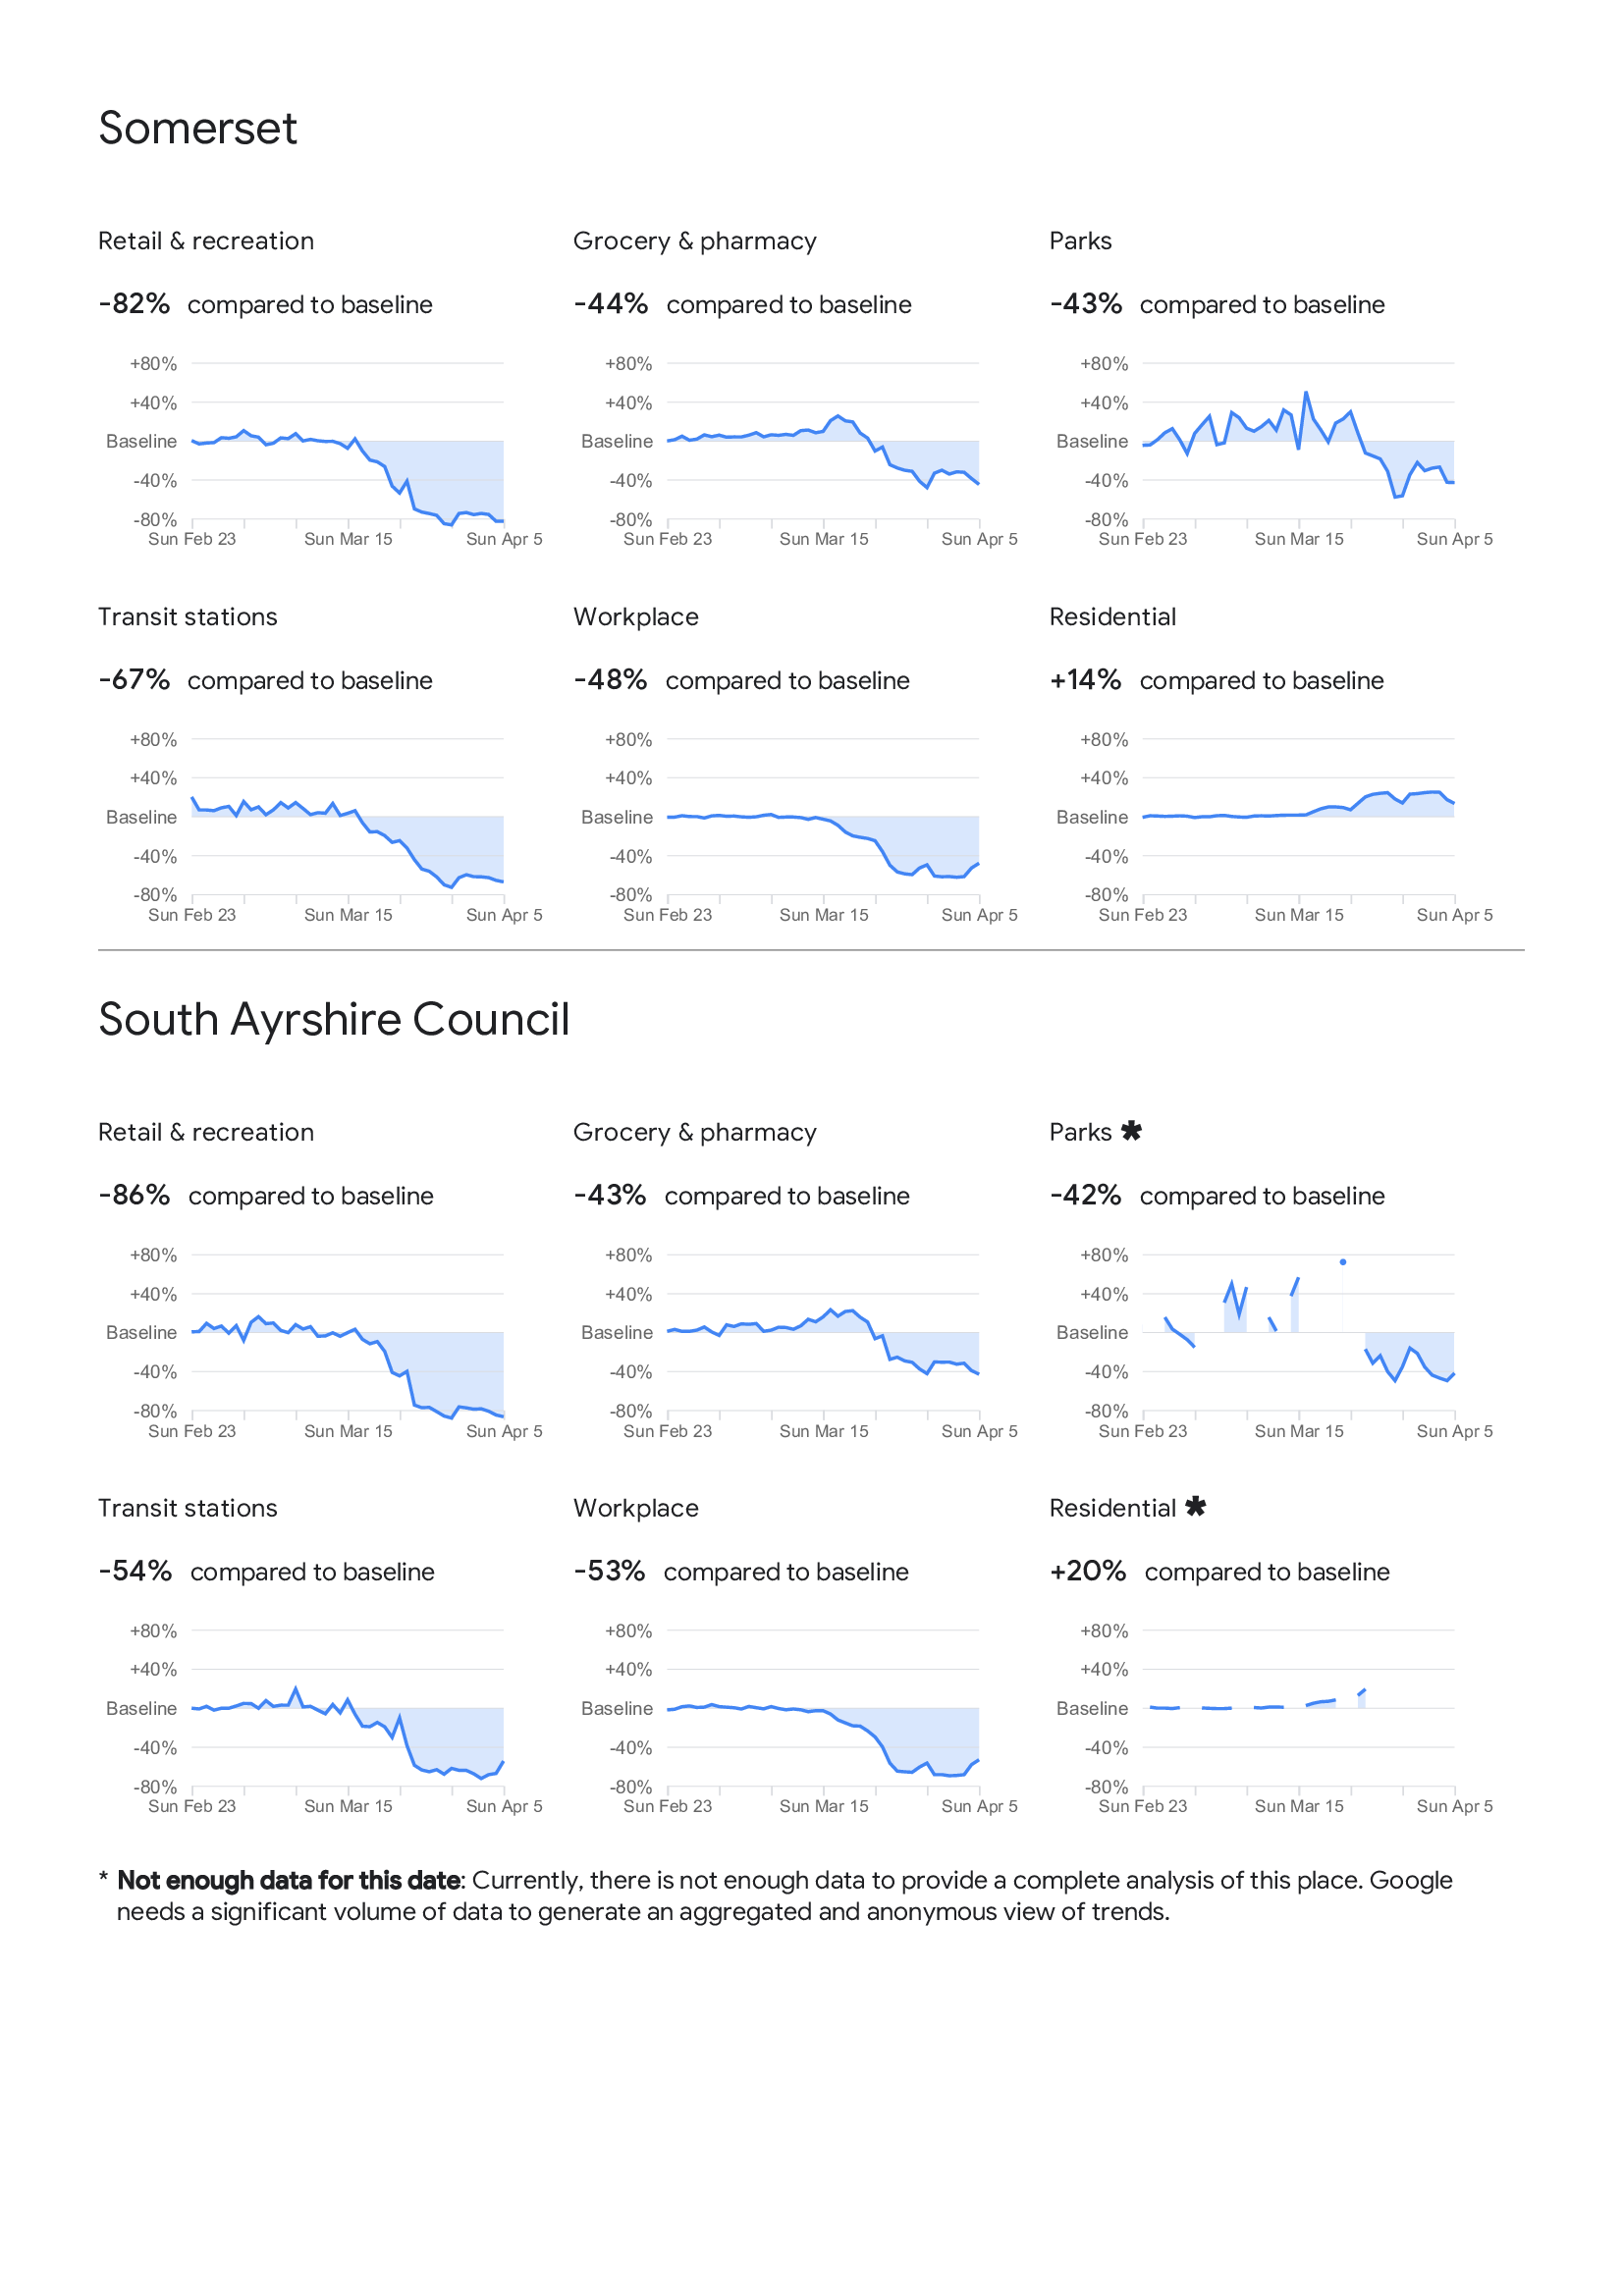 Somerset
Retail & recreation
-82% compared to baseline
+80%
+40%
Baseline
-40%
-80%
Sun Feb 23 Sun Mar 15 Sun Apr 5
Grocery & pharmacy
-44% compared to baseline
+80%
+40%
Baseline
-40%
-80%
Sun Feb 23 Sun Mar 15 Sun Apr 5
Parks
-43% compared to baseline
+80%
+40%
Baseline
-40%
-80%
Sun Feb 23 Sun Mar 15 Sun Apr 5
Transit stations
-67% compared to baseline
+80%
+40%
Baseline
-40%
-80%
Sun Feb 23 Sun Mar 15 Sun Apr 5
Workplace
-48% compared to baseline
+80%
+40%
Baseline
-40%
-80%
Sun Feb 23 Sun Mar 15 Sun Apr 5
Residential
+14% compared to baseline
+80%
+40%
Baseline
-40%
-80%
Sun Feb 23 Sun Mar 15 Sun Apr 5
South Ayrshire Council
Retail & recreation
-86% compared to baseline
+80%
+40%
Baseline
-40%
-80%
Sun Feb 23 Sun Mar 15 Sun Apr 5
Grocery & pharmacy
-43% compared to baseline
+80%
+40%
Baseline
-40%
-80%
Sun Feb 23 Sun Mar 15 Sun Apr 5
Parks *
-42% compared to baseline
+80%
+40%
Baseline
-40%
-80%
Sun Feb 23 Sun Mar 15 Sun Apr 5
Transit stations
-54% compared to baseline
+80%
+40%
Baseline
-40%
-80%
Sun Feb 23 Sun Mar 15 Sun Apr 5
Workplace
-53% compared to baseline
+80%
+40%
Baseline
-40%
-80%
Sun Feb 23 Sun Mar 15 Sun Apr 5
Residential *
+20% compared to baseline
+80%
+40%
Baseline
-40%
-80%
Sun Feb 23 Sun Mar 15 Sun Apr 5
* Not enough data for this date: Currently, there is not enough data to provide a complete analysis of this place. Google
needs a significant volume of data to generate an aggregated and anonymous view of trends.